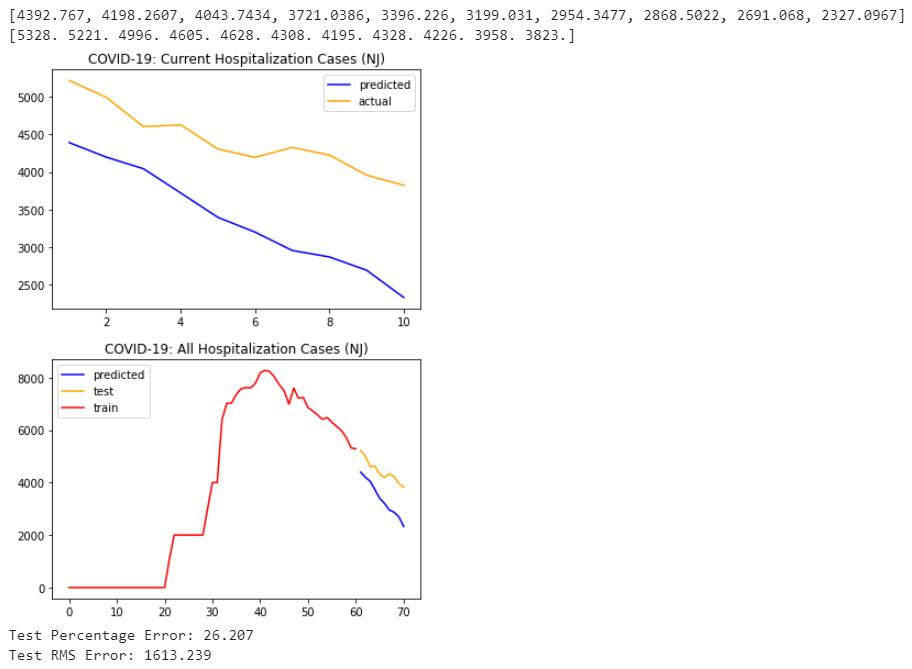 [4392.767, 4198.2607, 4043.7434, 3721.0386, 3396.226, 3199.031, 2954.3477, 2868.5022, 2691.068, 2327.0967]
[5328. 5221. 4996. 4605. 4628. 4308. 4195. 4328. 4226. 3958. 3823.]
COVID-19: Current Hospitalization Cases (NJ)
predicted
actual
5000
4500
4000
3500
3000
2500
2 4 6 8 10
COVID-19: All Hospitalization Cases (NJ)
predicted
test
train
8000
6000
4000
2000
0
0 10 20 30 40 50 60 70
Test Percentage Error: 26.207
Test RMS Error: 1613.239